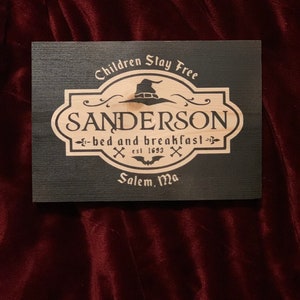 Children Stay Free
SANDERSON
bed and breakfast
est 1693
Salem, Ma